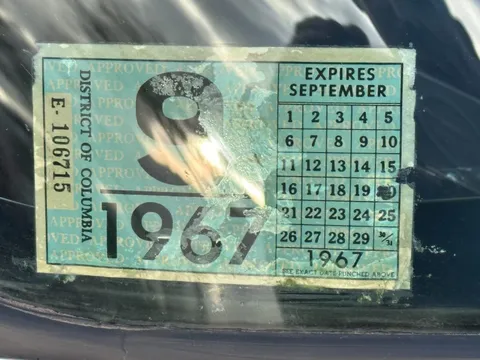 E-106715
DISTRICT OF COLUMBIA
APPROVED
9
1967
EXPIRES
SEPTEMBER
1 2 3 4 5
6 7 8 9 10
11 12 13 14 15
16 17 18 19
21 22 23 24 25
26 27 28 29 30/31
1967
SEE EXACT DATE PUNCHED ABOVE